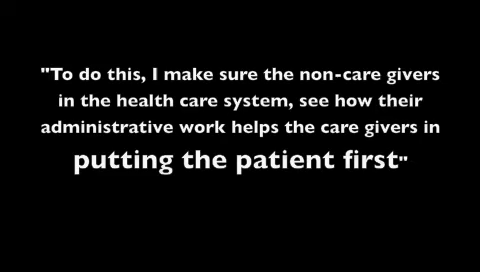 "To do this, I make sure the non-care givers
in the health care system, see how their
administrative work helps the care givers in
putting the patient first"